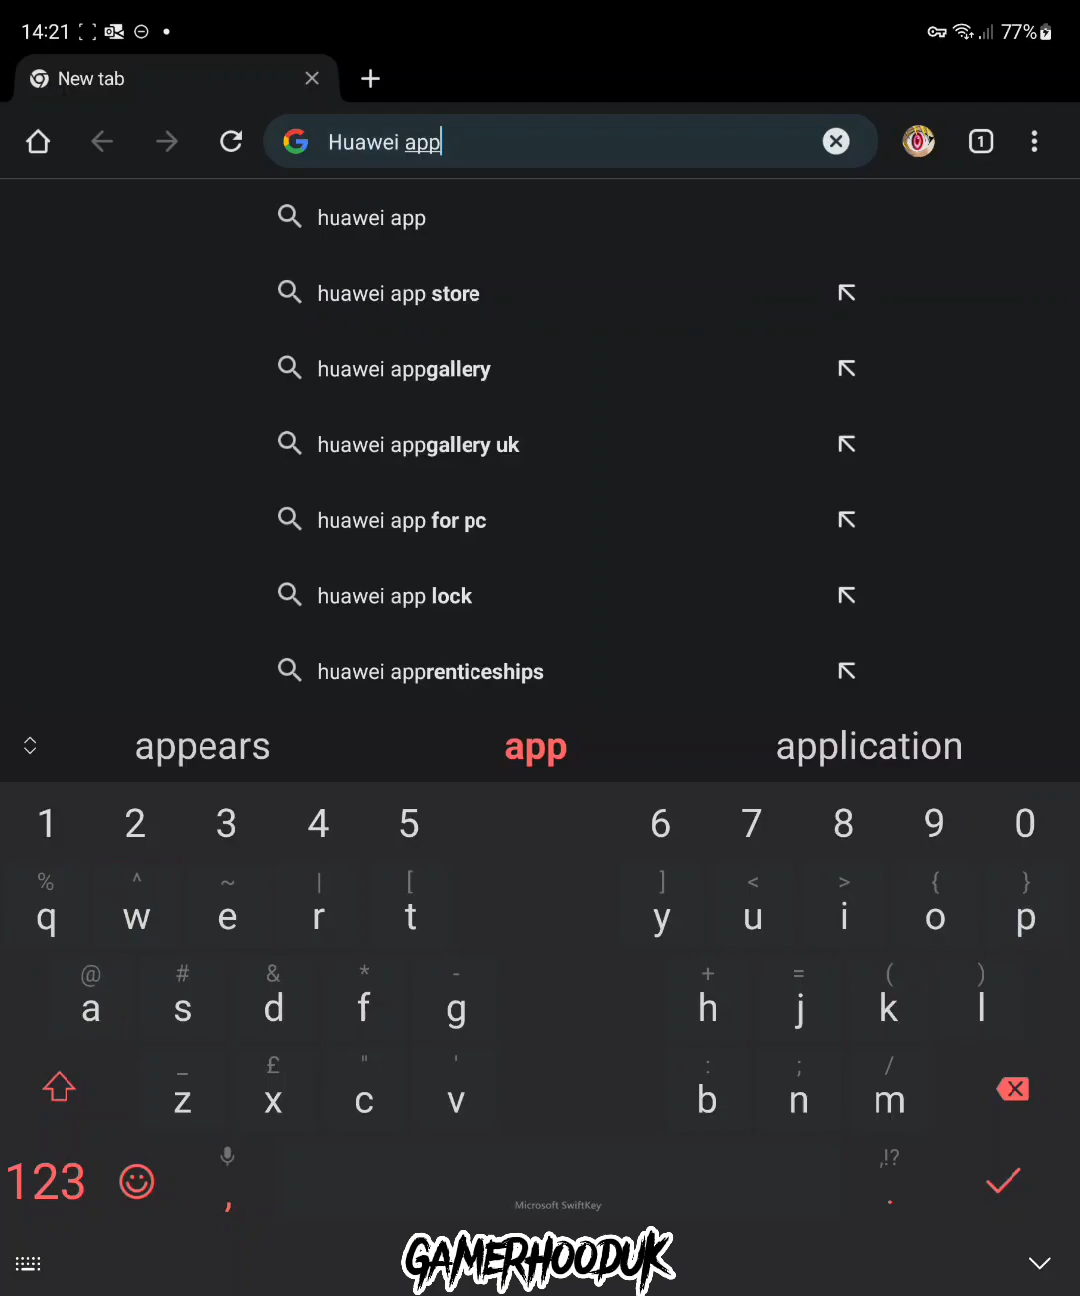 14:21
77%
New tab
Huawei app
1
huawei app
huawei app store
huawei appgallery
huawei appgallery uk
huawei app for pc
huawei app lock
huawei apprenticeships
appears app application
1 2 3 4 5 6 7 8 9 0
% ^ ~ | [ ] < > { }
q w e r t y u i o p
@ # & * - + = ( )
a s d f g h j k l
_ £ " ' : ; /
z x c v b n m
,!?
123 , .
Microsoft SwiftKey
GAMERHOODUK